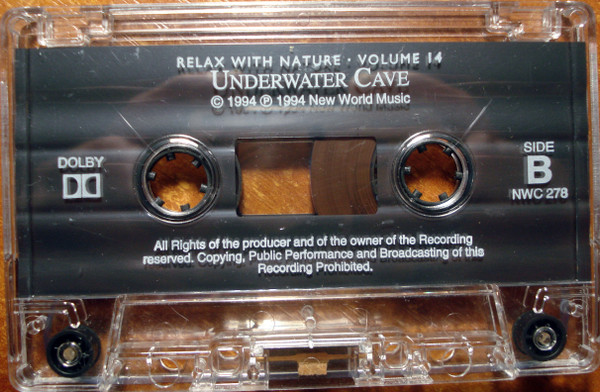 RELAX WITH NATURE · VOLUME 14
UNDERWATER CAVE
© 1994 ℗ 1994 New World Music
DOLBY
SIDE
B
NWC 278
All Rights of the producer and of the owner of the Recording
reserved. Copying, Public Performance and Broadcasting of this
Recording Prohibited.